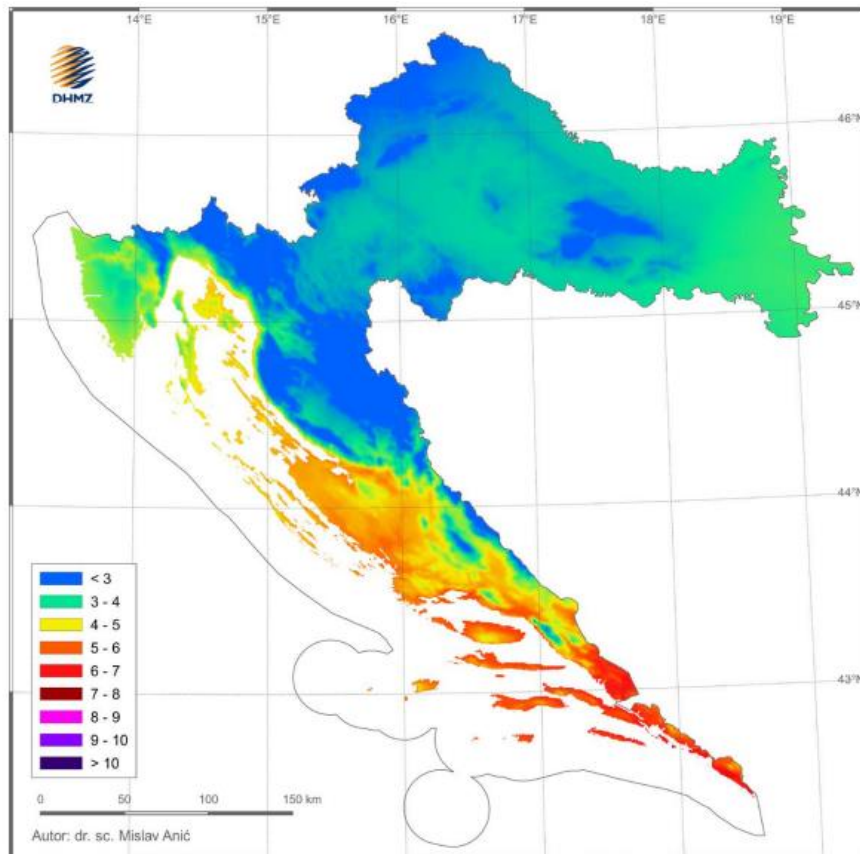 14°E 15°E 16°E 17°E 18°E 19°E
DHMZ
46°N
45°N
44°N
43°N
< 3
3 - 4
4 - 5
5 - 6
6 - 7
7 - 8
8 - 9
9 - 10
> 10
0 50 100 150 km
Autor: dr. sc. Mislav Anić